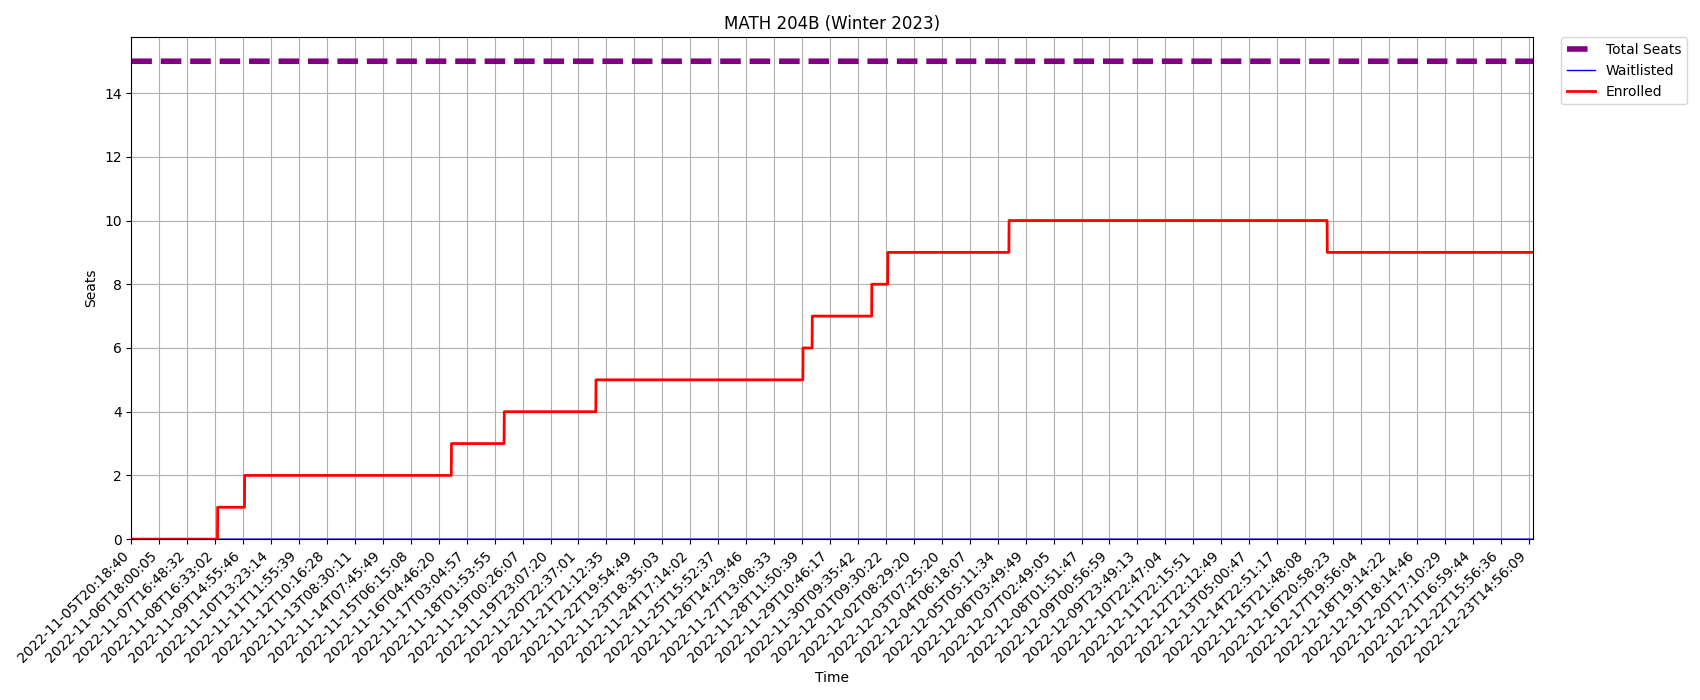 MATH 204B (Winter 2023)
Total Seats
Waitlisted
Enrolled
Seats
14
12
10
8
6
4
2
0
2022-11-05T20:18:40
2022-11-06T18:00:05
2022-11-07T16:48:32
2022-11-08T16:33:02
2022-11-09T14:55:46
2022-11-10T13:23:14
2022-11-11T11:55:39
2022-11-12T10:16:28
2022-11-13T08:30:11
2022-11-14T07:45:49
2022-11-15T06:15:08
2022-11-16T04:46:20
2022-11-17T03:04:57
2022-11-18T01:53:55
2022-11-19T00:26:07
2022-11-19T23:07:20
2022-11-20T22:37:01
2022-11-21T21:12:35
2022-11-22T19:54:49
2022-11-23T18:35:03
2022-11-24T17:14:02
2022-11-25T15:52:37
2022-11-26T14:29:46
2022-11-27T13:08:33
2022-11-28T11:50:39
2022-11-29T10:46:17
2022-11-30T09:35:42
2022-12-01T09:30:22
2022-12-02T08:29:20
2022-12-03T07:25:20
2022-12-04T06:18:07
2022-12-05T05:11:34
2022-12-06T03:49:49
2022-12-07T02:49:05
2022-12-08T01:51:47
2022-12-09T00:56:59
2022-12-09T23:49:13
2022-12-10T22:47:04
2022-12-11T22:15:51
2022-12-12T22:12:49
2022-12-13T05:00:47
2022-12-14T22:51:17
2022-12-15T21:48:08
2022-12-16T20:58:23
2022-12-17T19:56:04
2022-12-18T19:14:22
2022-12-19T18:14:46
2022-12-20T17:10:29
2022-12-21T16:59:44
2022-12-22T15:56:36
2022-12-23T14:56:09
Time